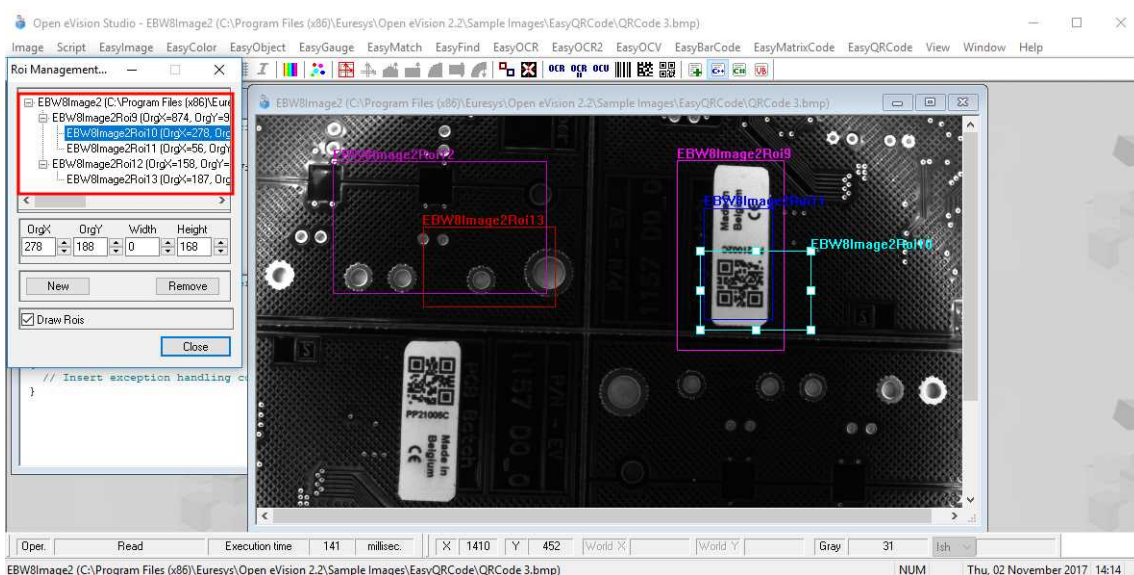 Open eVision Studio - EBW8Image2 (C:\Program Files (x86)\Euresys\Open eVision 2.2\Sample Images\EasyQRCode\QRCode 3.bmp)
Image Script EasyImage EasyColor EasyObject EasyGauge EasyMatch EasyFind EasyOCR EasyOCR2 EasyOCV EasyBarCode EasyMatrixCode EasyQRCode View Window Help
Roi Management...
EBW8Image2 (C:\Program Files (x86)\Eure
EBW8Image2Roi9 (OrgX=874, OrgY=9
EBW8Image2Roi10 (OrgX=278, Org
EBW8Image2Roi11 (OrgX=56, OrgY
EBW8Image2Roi12 (OrgX=158, OrgY=
EBW8Image2Roi13 (OrgX=187, Org
OrgX OrgY Width Height
278 188 0 168
New Remove
Draw Rois
Close
// Insert exception handling co
}
EBW8Image2 (C:\Program Files (x86)\Euresys\Open eVision 2.2\Sample Images\EasyQRCode\QRCode 3.bmp)
EBW8Image2Roi12
EBW8Image2Roi9
EBW8Image2Roi13
EBW8Image2Roi11
EBW8Image2Roi10
Made in
Belgium
CE
PP21006C
Made in
Belgium
CE
Oper. Read Execution time 141 millisec. X 1410 Y 452 World X World Y Gray 31 lsh
EBW8Image2 (C:\Program Files (x86)\Euresys\Open eVision 2.2\Sample Images\EasyQRCode\QRCode 3.bmp) NUM Thu, 02 November 2017 14:14